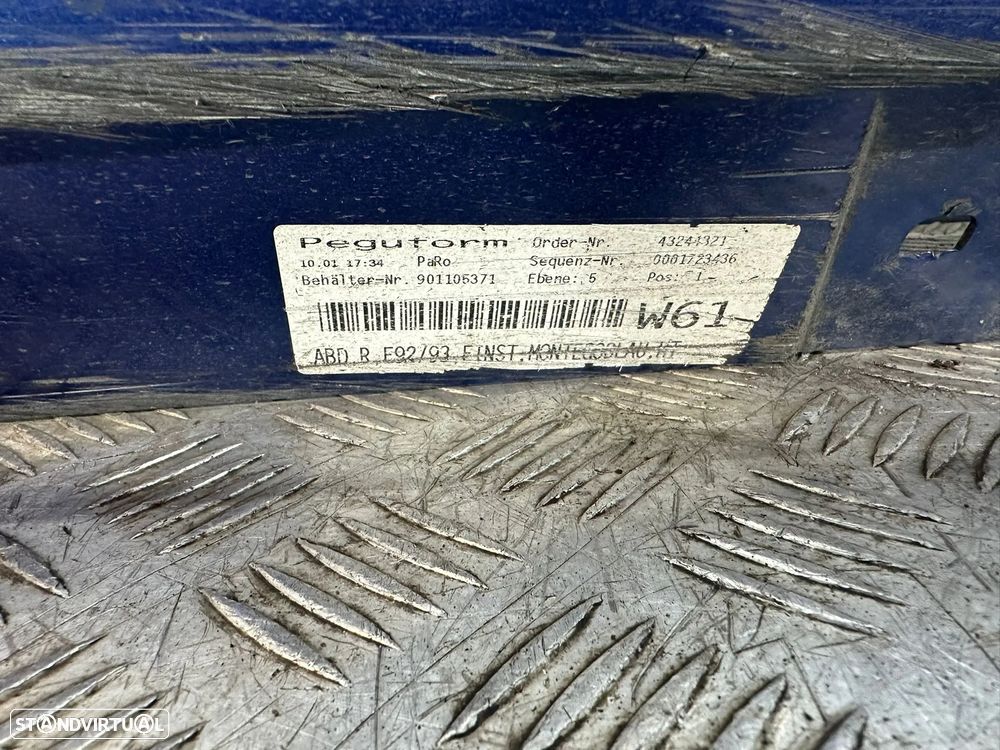 Peguform Order-Nr. 43244321
10.01 17:34 PaRo Sequenz-Nr. 0001723436
Behälter-Nr. 901105371 Ebene: 5 Pos: 1
W61
ABD R E92/93 EINST.MONTEGOBLAU.HT
STANDVIRTUAL